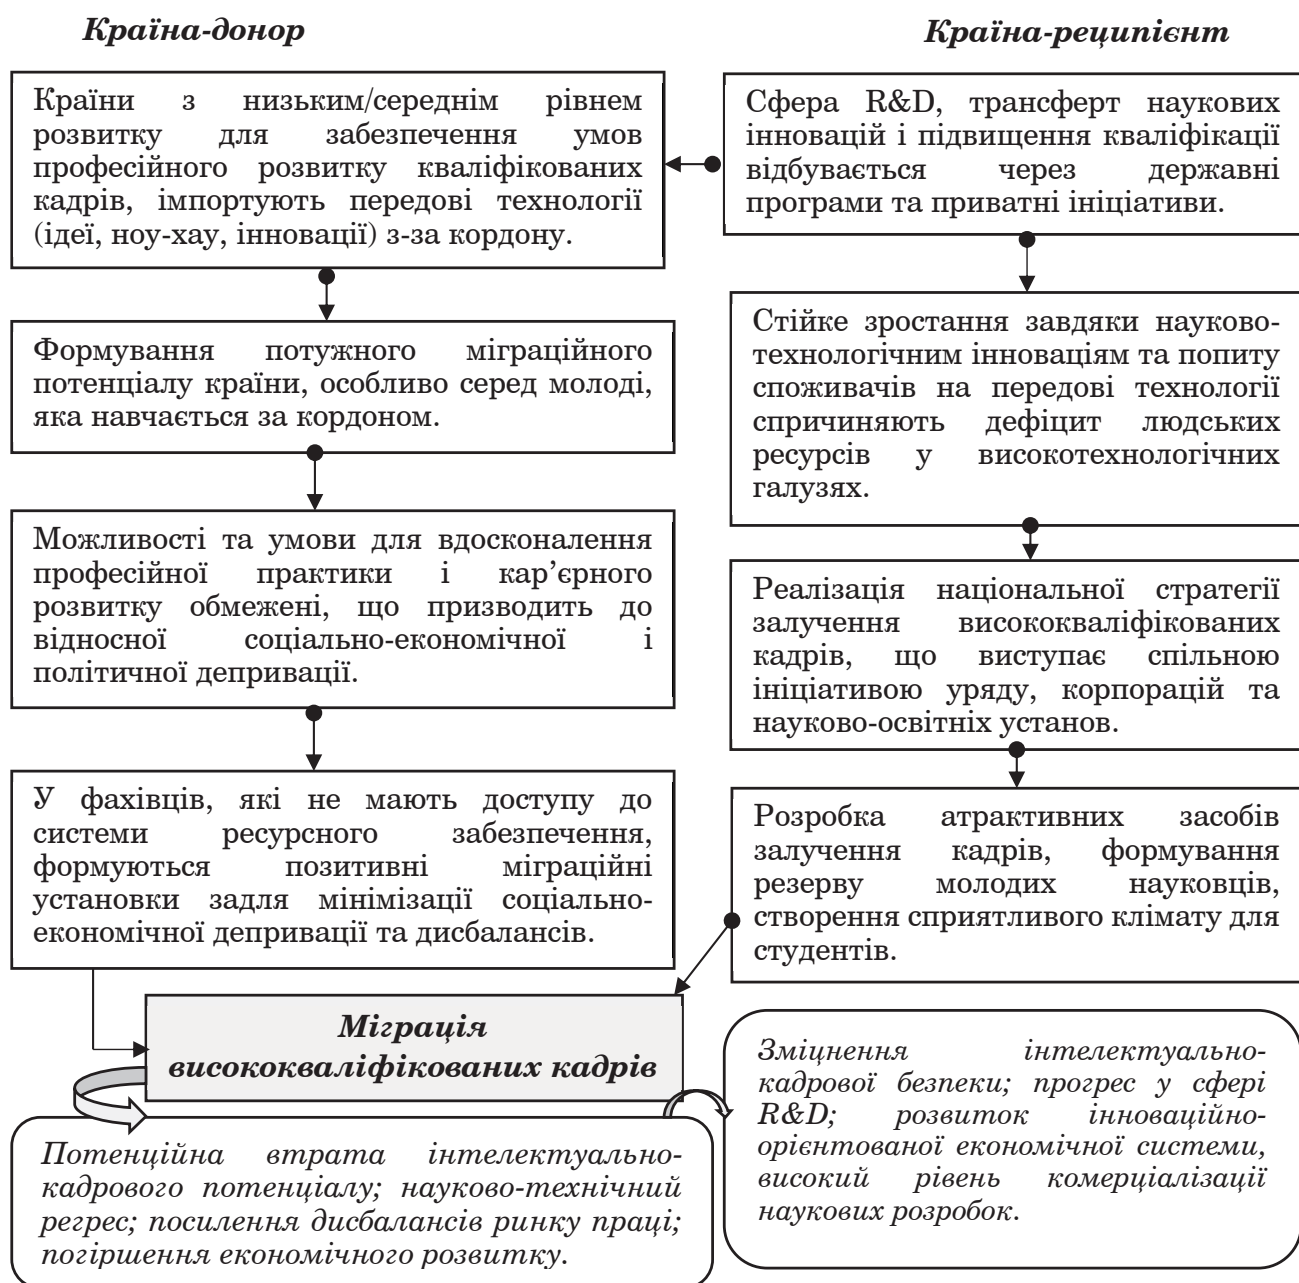 Країна-донор
Країни з низьким/середнім рівнем
розвитку для забезпечення умов
професійного розвитку кваліфікованих
кадрів, імпортують передові технології
(ідеї, ноу-хау, інновації) з-за кордону.
Формування потужного міграційного
потенціалу країни, особливо серед молоді,
яка навчається за кордоном.
Можливості та умови для вдосконалення
професійної практики і кар’єрного
розвитку обмежені, що призводить до
відносної соціально-економічної і
політичної депривації.
У фахівців, які не мають доступу до
системи ресурсного забезпечення,
формуються позитивні міграційні
установки задля мінімізації соціально-
економічної депривації та дисбалансів.
Країна-реципієнт
Сфера R&D, трансферт наукових
інновацій і підвищення кваліфікації
відбувається через державні
програми та приватні ініціативи.
Стійке зростання завдяки науково-
технологічним інноваціям та попиту
споживачів на передові технології
спричиняють дефіцит людських
ресурсів у високотехнологічних
галузях.
Реалізація національної стратегії
залучення висококваліфікованих
кадрів, що виступає спільною
ініціативою уряду, корпорацій та
науково-освітніх установ.
Розробка атрактивних засобів
залучення кадрів, формування
резерву молодих науковців,
створення сприятливого клімату для
студентів.
Міграція
висококваліфікованих кадрів
Потенційна втрата інтелектуально-
кадрового потенціалу; науково-технічний
регрес; посилення дисбалансів ринку праці;
погіршення економічного розвитку.
Зміцнення інтелектуально-
кадрової безпеки; прогрес у сфері
R&D; розвиток інноваційно-
орієнтованої економічної системи,
високий рівень комерціалізації
наукових розробок.